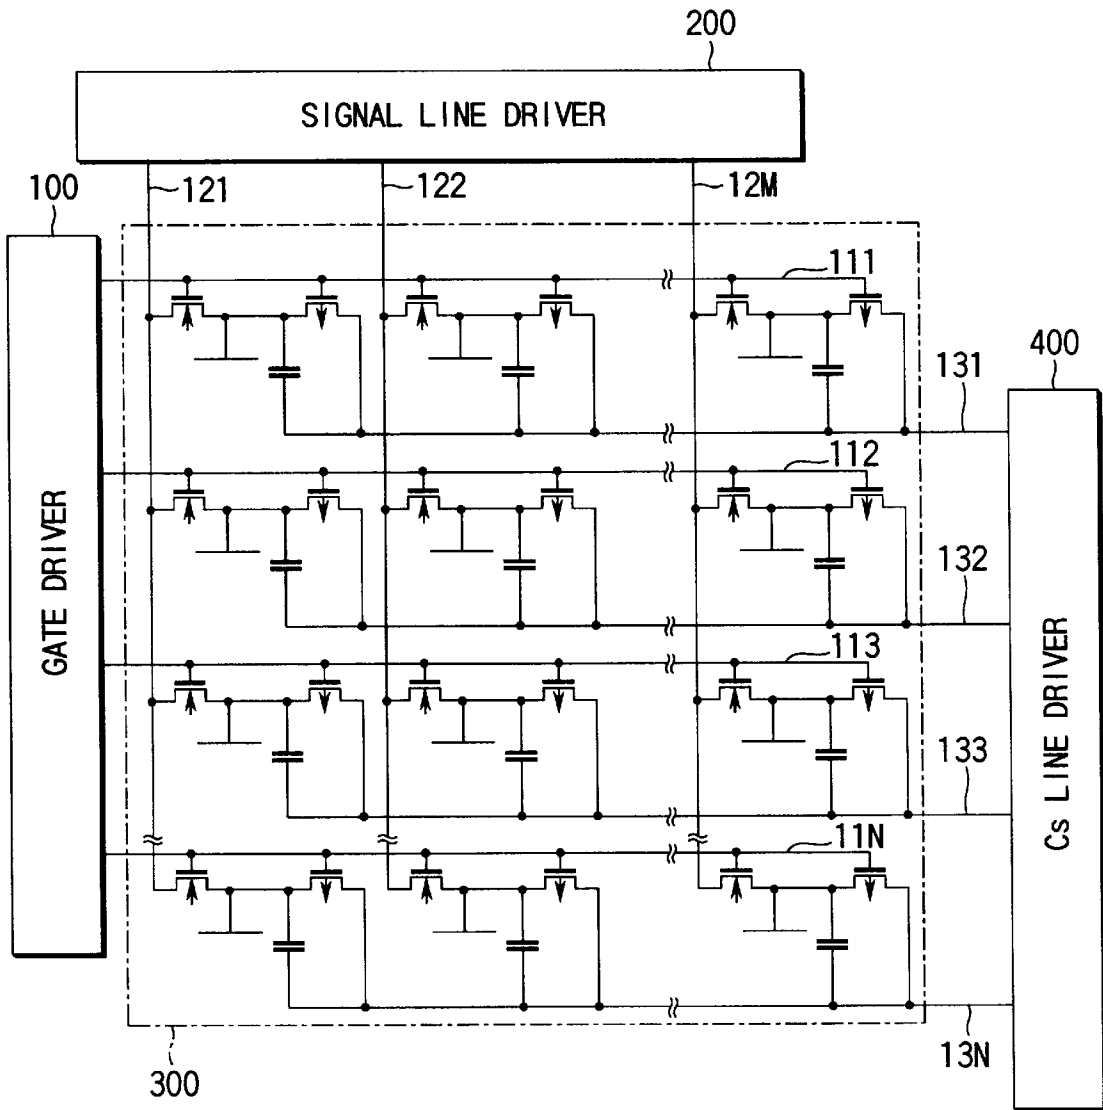 200
SIGNAL LINE DRIVER
100
121
122
12M
111
400
131
112
132
113
133
11N
13N
300
GATE DRIVER
Cs LINE DRIVER